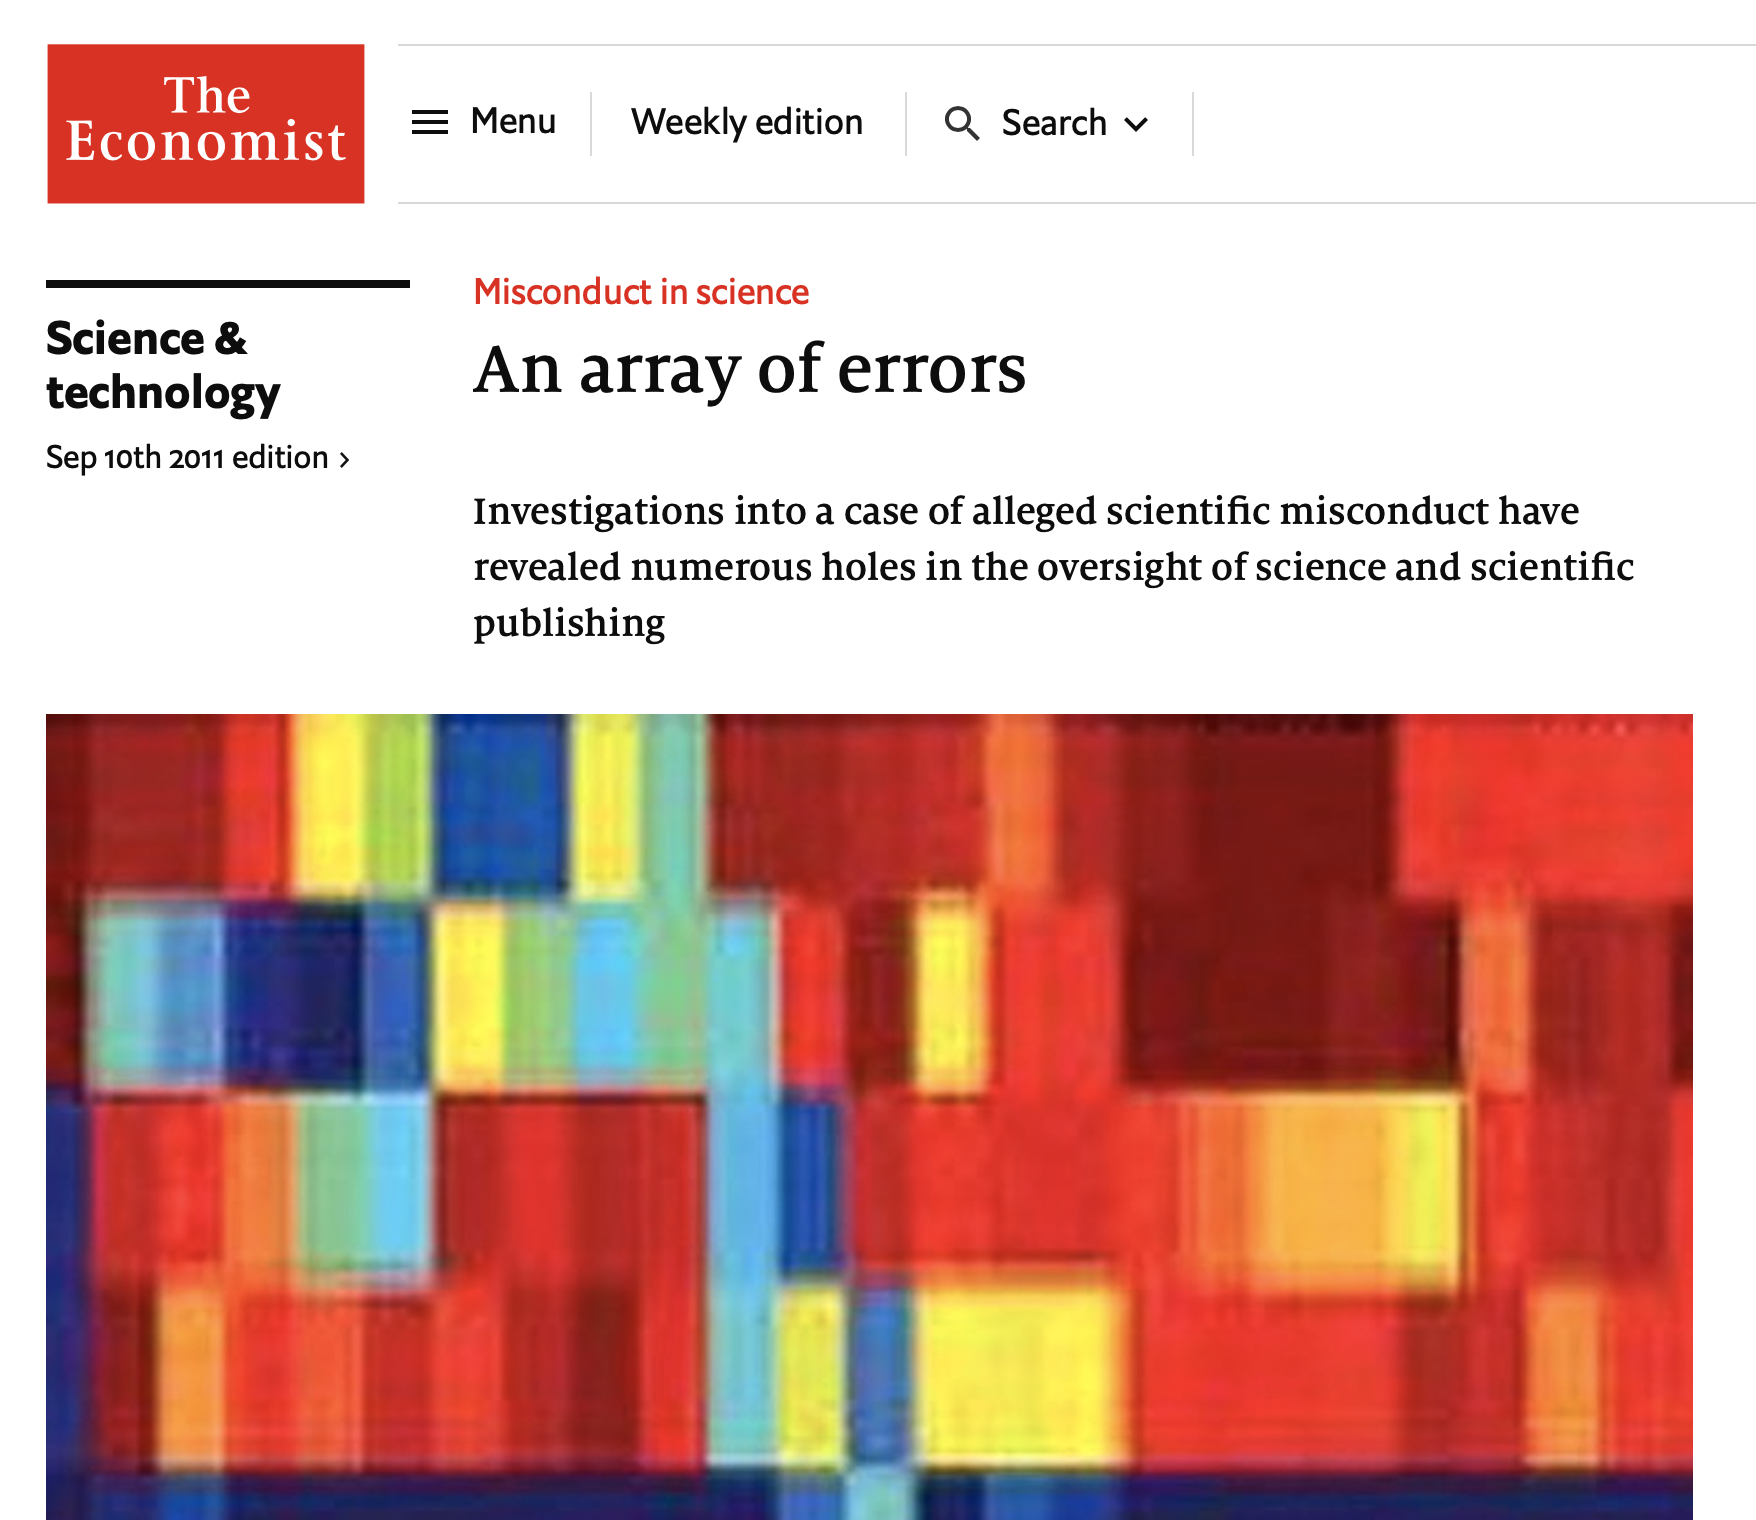 The
Economist
Menu
Weekly edition
Search
Science &
technology
Sep 10th 2011 edition >
Misconduct in science
An array of errors
Investigations into a case of alleged scientific misconduct have
revealed numerous holes in the oversight of science and scientific
publishing